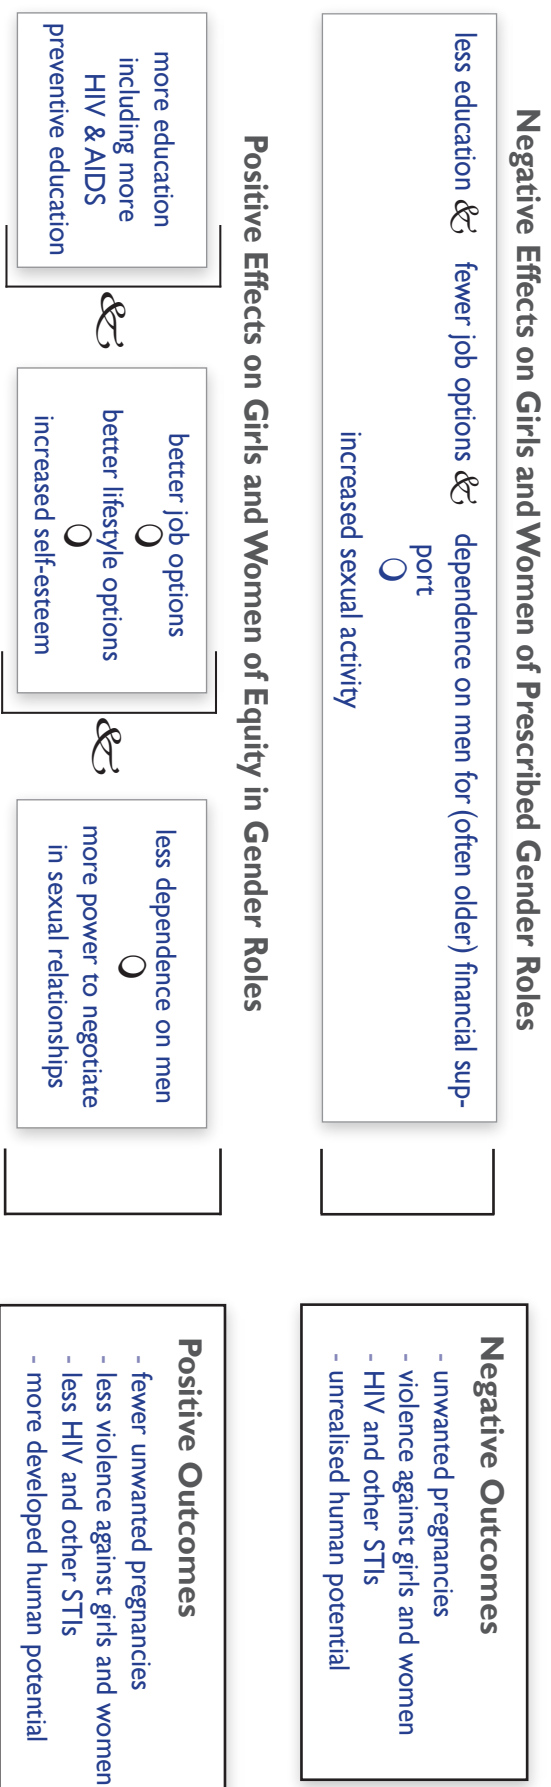 Negative Effects on Girls and Women of Prescribed Gender Roles
less education & fewer job options & dependence on men for (often older) financial sup-
port
O
increased sexual activity
Negative Outcomes
- unwanted pregnancies
- violence against girls and women
- HIV and other STIs
- unrealised human potential
Positive Effects on Girls and Women of Equity in Gender Roles
more education
including more
HIV & AIDS
preventive education
&
better job options
O
better lifestyle options
O
increased self-esteem
&
less dependence on men
O
more power to negotiate
in sexual relationships
Positive Outcomes
- fewer unwanted pregnancies
- less violence against girls and women
- less HIV and other STIs
- more developed human potential